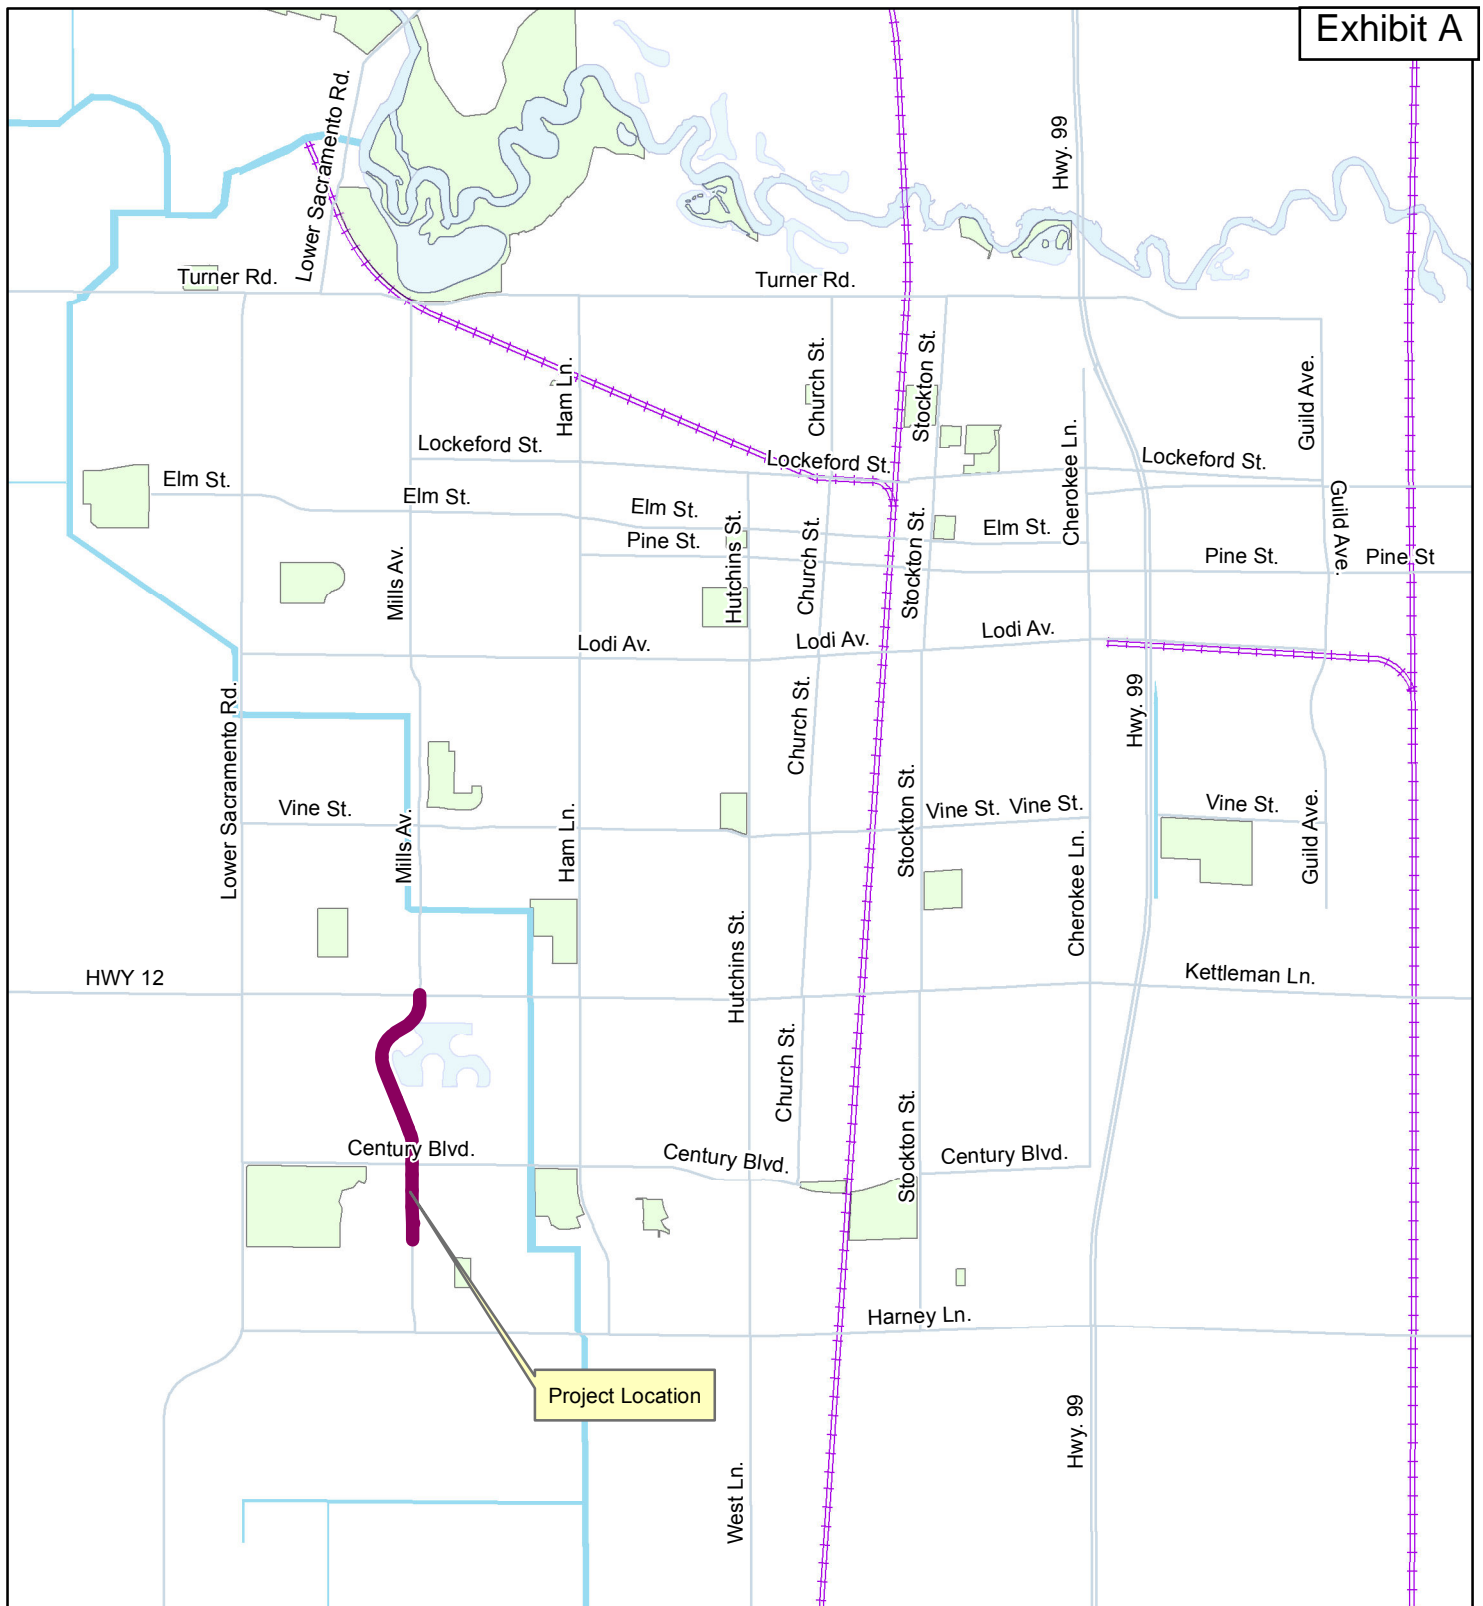 Exhibit A
Lower Sacramento Rd.
Hwy. 99
Turner Rd.
Turner Rd.
Ham Ln.
Church St.
Stockton St.
Guild Ave.
Cherokee Ln.
Lockeford St.
Lockeford St.
Lockeford St.
Elm St.
Elm St.
Elm St.
Elm St.
Pine St.
Pine St.
Pine St
Guild Ave.
Hutchins St.
Church St.
Stockton St.
Mills Av.
Lodi Av.
Lodi Av.
Lodi Av.
Lower Sacramento Rd.
Church St.
Hwy. 99
Vine St.
Vine St.
Vine St.
Vine St.
Mills Av.
Ham Ln.
Stockton St.
Cherokee Ln.
Guild Ave.
HWY 12
Hutchins St.
Kettleman Ln.
Church St.
Stockton St.
Century Blvd.
Century Blvd.
Century Blvd.
Harney Ln.
Project Location
West Ln.
Hwy. 99